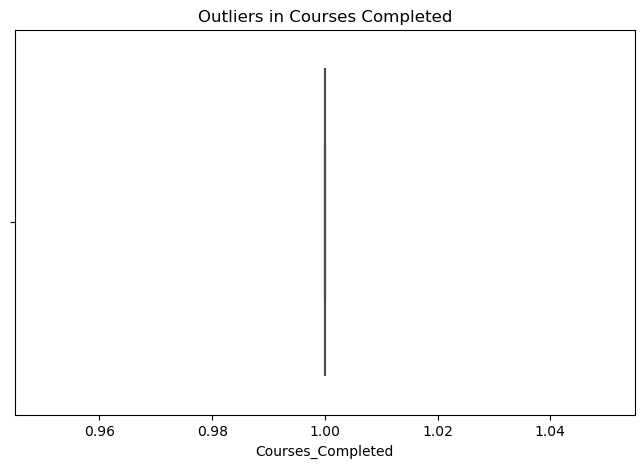 Outliers in Courses Completed
0.96 0.98 1.00 1.02 1.04
Courses_Completed